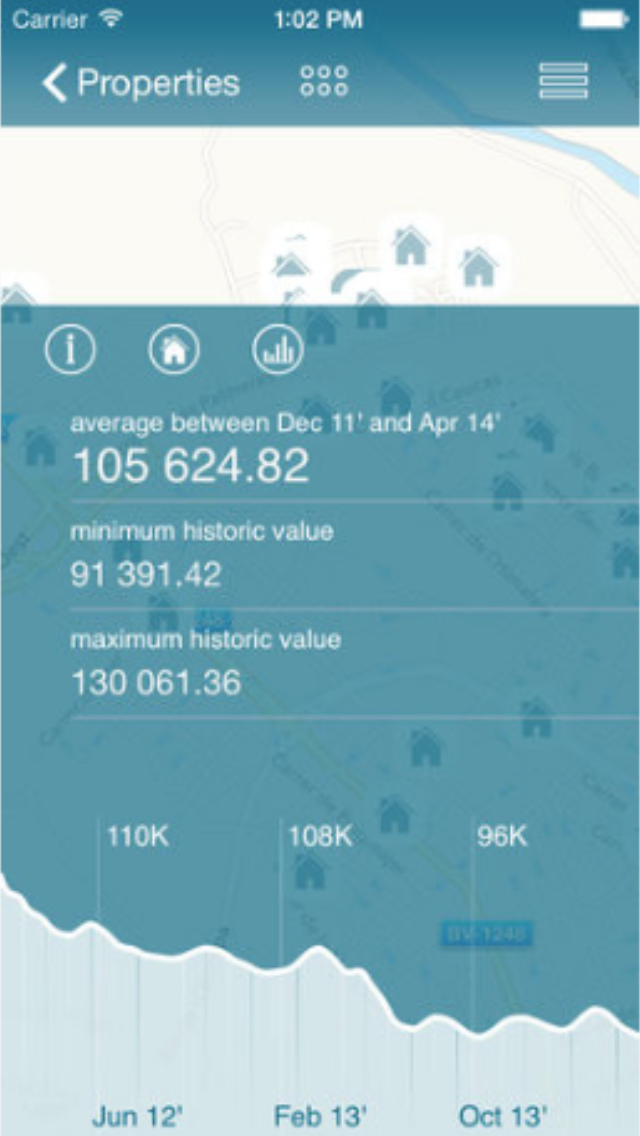 Carrier 1:02 PM
Properties
average between Dec 11' and Apr 14'
105 624.82
minimum historic value
91 391.42
maximum historic value
130 061.36
110K 108K 96K
BV-1248
Jun 12' Feb 13' Oct 13'